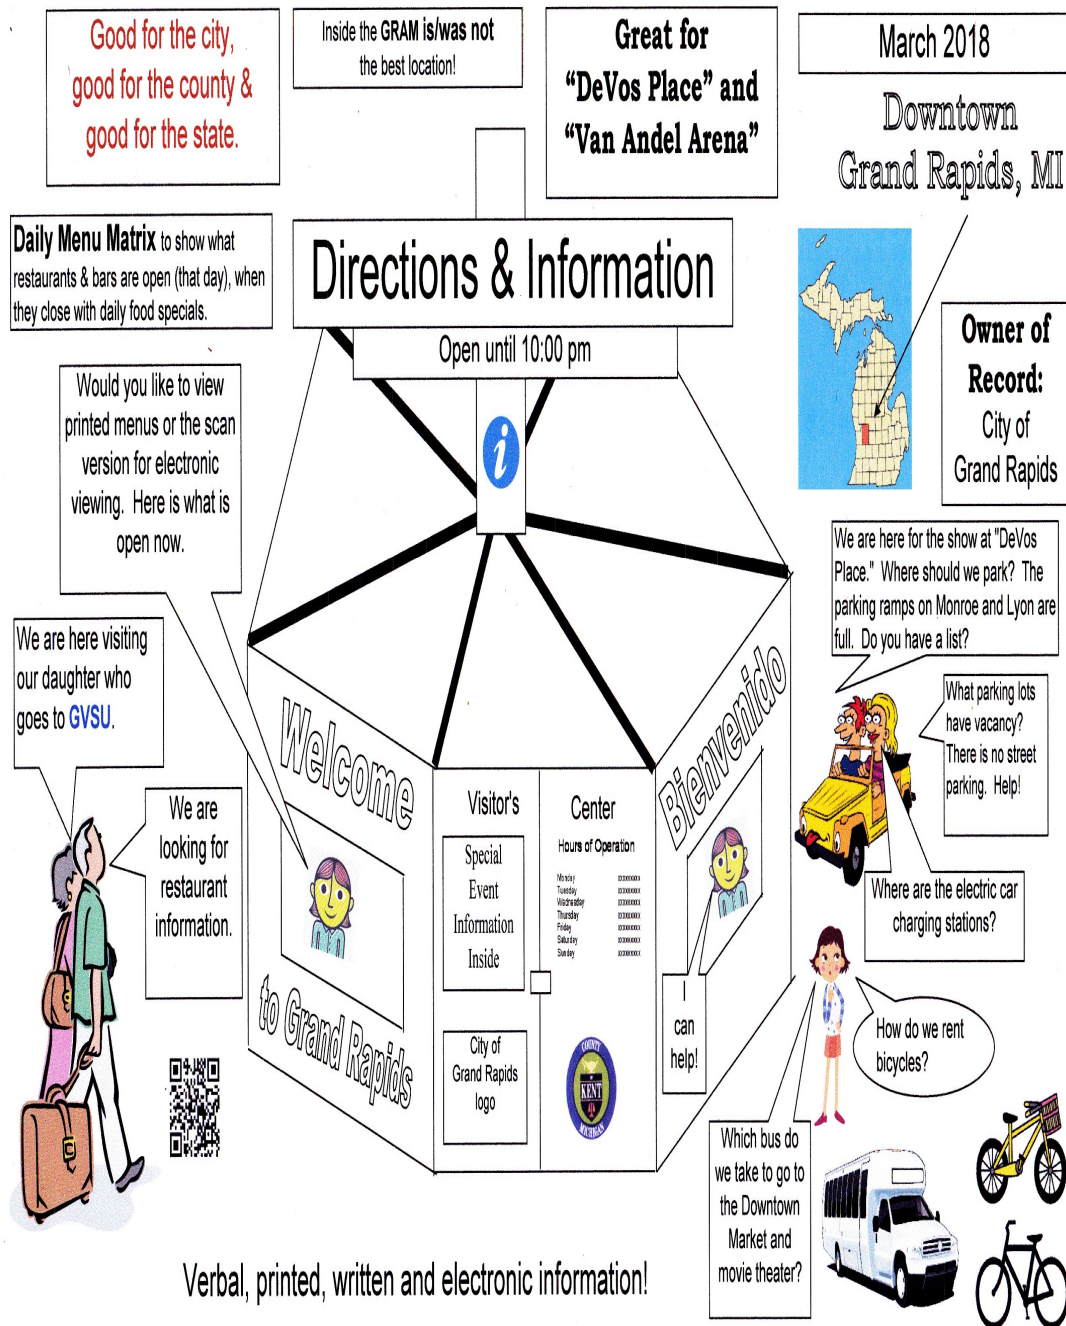 Good for the city,
good for the county &
good for the state.
Inside the GRAM is/was not
the best location!
Great for
“DeVos Place” and
“Van Andel Arena”
March 2018
Downtown
Grand Rapids, MI
Daily Menu Matrix to show what
restaurants & bars are open (that day), when
they close with daily food specials.
Directions & Information
Open until 10:00 pm
i
Owner of
Record:
City of
Grand Rapids
Would you like to view
printed menus or the scan
version for electronic
viewing. Here is what is
open now.
We are here for the show at "DeVos
Place." Where should we park? The
parking ramps on Monroe and Lyon are
full. Do you have a list?
We are here visiting
our daughter who
goes to GVSU.
What parking lots
have vacancy?
There is no street
parking. Help!
We are
looking for
restaurant
information.
Where are the electric car
charging stations?
Welcome
to Grand Rapids
Bienvenido
Visitor's
Center
Special
Event
Information
Inside
Hours of Operation
Monday
Tuesday
Wednesday
Thursday
Friday
Saturday
Sunday
City of
Grand Rapids
logo
COUNTY
KENT
MICHIGAN
I
can
help!
How do we rent
bicycles?
Which bus do
we take to go to
the Downtown
Market and
movie theater?
Verbal, printed, written and electronic information!